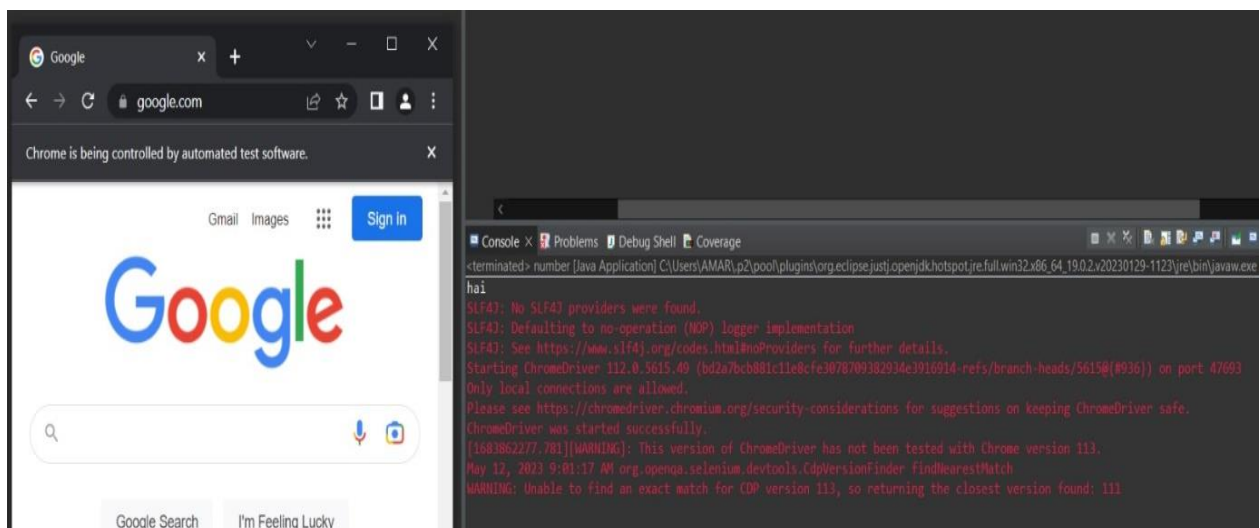 Google
google.com
Chrome is being controlled by automated test software.
Gmail Images Sign in
Google
Google Search I'm Feeling Lucky
Console Problems Debug Shell Coverage
<terminated> number [Java Application] C:\Users\AMAR\.p2\pool\plugins\org.eclipse.justj.openjdk.hotspot.jre.full.win32.x86_64_19.0.2.v20230129-1123\jre\bin\javaw.exe
hai
SLF4J: No SLF4J providers were found.
SLF4J: Defaulting to no-operation (NOP) logger implementation
SLF4J: See https://www.slf4j.org/codes.html#noProviders for further details.
Starting ChromeDriver 112.0.5615.49 (bd2a7bcb881c11e8cfe3078709382934e3916914-refs/branch-heads/5615@{#936}) on port 47693
Only local connections are allowed.
Please see https://chromedriver.chromium.org/security-considerations for suggestions on keeping ChromeDriver safe.
ChromeDriver was started successfully.
[1683862277.781][WARNING]: This version of ChromeDriver has not been tested with Chrome version 113.
May 12, 2023 9:01:17 AM org.openqa.selenium.devtools.CdpVersionFinder findNearestMatch
WARNING: Unable to find an exact match for CDP version 113, so returning the closest version found: 111